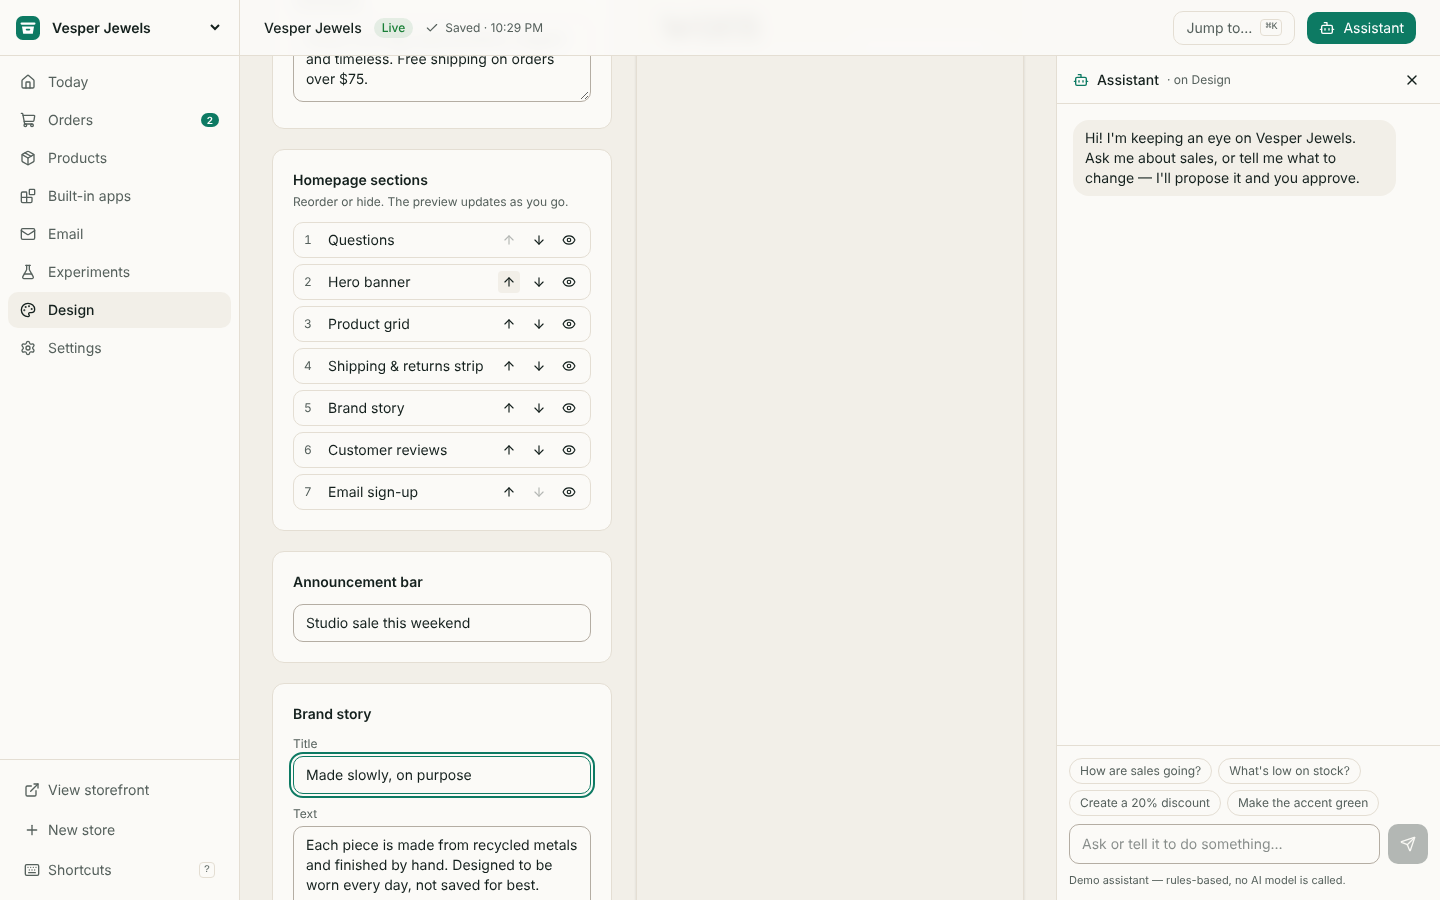 Vesper Jewels
Vesper Jewels
Live
Saved · 10:29 PM
Jump to...
⌘K
Assistant
Today
Orders
2
Products
Built-in apps
Email
Experiments
Design
Settings
View storefront
New store
Shortcuts
?
and timeless. Free shipping on orders
over $75.
Homepage sections
Reorder or hide. The preview updates as you go.
1 Questions
2 Hero banner
3 Product grid
4 Shipping & returns strip
5 Brand story
6 Customer reviews
7 Email sign-up
Announcement bar
Studio sale this weekend
Brand story
Title
Made slowly, on purpose
Text
Each piece is made from recycled metals
and finished by hand. Designed to be
worn every day, not saved for best.
Assistant · on Design
Hi! I'm keeping an eye on Vesper Jewels.
Ask me about sales, or tell me what to
change — I'll propose it and you approve.
How are sales going?
What's low on stock?
Create a 20% discount
Make the accent green
Ask or tell it to do something...
Demo assistant — rules-based, no AI model is called.